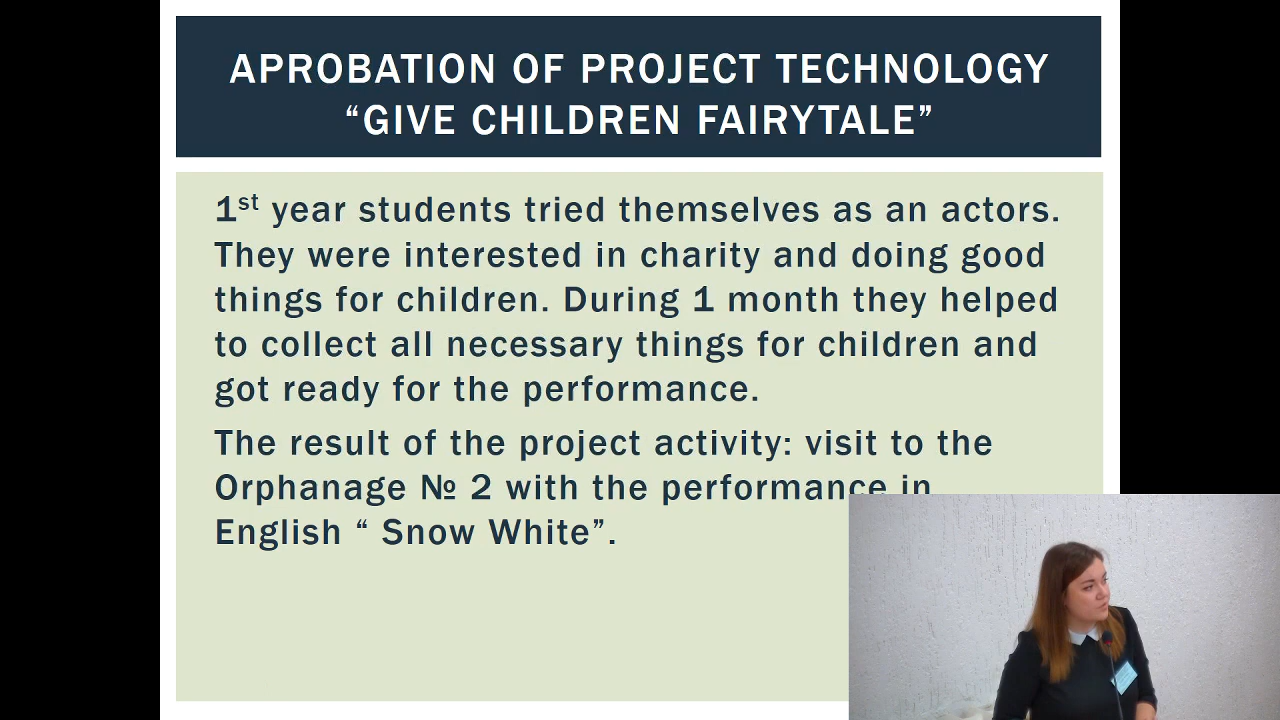 APROBATION OF PROJECT TECHNOLOGY
“GIVE CHILDREN FAIRYTALE”
1st year students tried themselves as an actors.
They were interested in charity and doing good
things for children. During 1 month they helped
to collect all necessary things for children and
got ready for the performance.
The result of the project activity: visit to the
Orphanage № 2 with the performance in
English “ Snow White”.